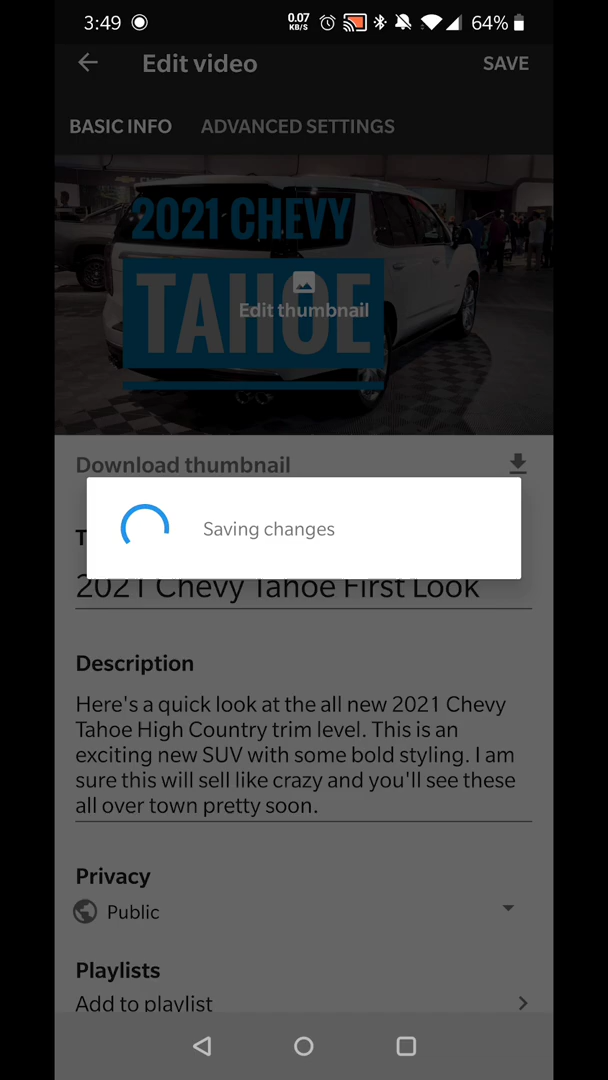 3:49
0.07
KB/S
64%
Edit video
SAVE
BASIC INFO
ADVANCED SETTINGS
2021 CHEVY
TAHOE
Edit thumbnail
Download thumbnail
Saving changes
2021 Chevy Tahoe First Look
Description
Here's a quick look at the all new 2021 Chevy
Tahoe High Country trim level. This is an
exciting new SUV with some bold styling. I am
sure this will sell like crazy and you'll see these
all over town pretty soon.
Privacy
Public
Playlists
Add to playlist